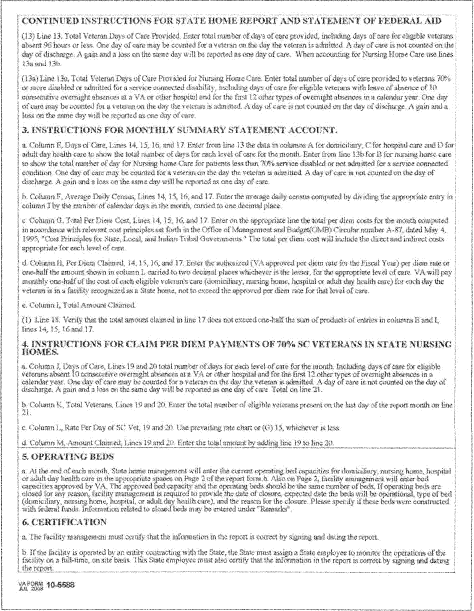 CONTINUED INSTRUCTIONS FOR STATE HOME REPORT AND STATEMENT OF FEDERAL AID
(13) Line 13. Total Veteran Days of Care Provided. Enter total number of days of care provided, including days of care for eligible veterans
absent 96 hours or less. One day of care may be counted for a veteran on the day the veteran is admitted. A day of care is not counted on the
day of discharge. A gain and a loss on the same day will be reported as one day of care. When accounting for Nursing Home Care use lines
13a and 13b.
(13a) Line 13a, Total Veteran Days of Care Provided for Nursing Home Care. Enter total number of days of care provided to veterans 70%
or more disabled or admitted for a service connected disability, including days of care for eligible veterans with leave of absence of 10
consecutive overnight absences at a VA or other hospital and for the first 12 other types of overnight absences in a calendar year. One day
of care may be counted for a veteran on the day the veteran is admitted. A day of care is not counted on the day of discharge. A gain and a
loss on the same day will be reported as one day of care.
3. INSTRUCTIONS FOR MONTHLY SUMMARY STATEMENT ACCOUNT.
a. Column E, Days of Care, Lines 14, 15, 16, and 17. Enter from line 13 the data in columns A for domiciliary; C for hospital care and D for
adult day health care to show the total number of days for each level of care for the month. Enter from line 13b for B for nursing home care
to show the total number of day for Nursing Home Care for patients less than 70% service disabled or not admitted for a service connected
condition. One day of care may be counted for a veteran on the day the veteran is admitted. A day of care is not counted on the day of
discharge. A gain and a loss on the same day will be reported as one day of care.
b. Column F, Average Daily Census, Lines 14, 15, 16, and 17. Enter the average daily census computed by dividing the appropriate entry in
column E by the number of calendar days in the month, carried to one decimal place.
c. Column G, Total Per Diem Cost, Lines 14, 15, 16, and 17. Enter on the appropriate line the total per diem costs for the month computed
in accordance with relevant cost principles set forth in the Office of Management and Budget(OMB) Circular number A-87, dated May 4,
1995, "Cost Principles for State, Local, and Indian Tribal Governments." The total per diem cost will include the direct and indirect costs
appropriate for each level of care.
d. Column H, Per Diem Claimed, 14, 15, 16, and 17. Enter the authorized (VA approved per diem rate for the Fiscal Year) per diem rate or
one-half the amount shown in column carried to two decimal places whichever is the lesser, for the appropriate level of care. VA will pay
monthly one-half of the cost of each eligible veteran's care (domiciliary, nursing home, hospital or adult day health care) for each day the
veteran is in a facility recognized as a State home, not to exceed the approved per diem rate for that level of care.
e. Column I, Total Amount Claimed.
(1) Line 18. Verify that the total amount claimed in line 17 does not exceed one-half the sum of products of entries in columns E and
lines 14, 15, 16 and 17.
4. INSTRUCTIONS FOR CLAIM PER DIEM PAYMENTS OF 70% SC VETERANS IN STATE NURSING
HOMES.
a. Column J, Days of Care, Lines 19 and 20 total number of days for each level of care for the month. Including days of care for eligible
veterans absent 10 consecutive overnight absences at a VA or other hospital and for the first 12 other types of overnight absences in a
calendar year. One day of care may be counted for a veteran on the day the veteran is admitted. A day of care is not counted on the day of
discharge. A gain and a loss on the same day will be reported as one day of care. Total on line 21.
b. Column K, Total Veterans, Lines 19 and 20. Enter the total number of eligible veterans present on the last day of the report month on line
21.
c. Column L, Rate Per Day of SC Vet, 19 and 20. Use prevailing rate chart or (G) 15, whichever is less
d. Column M, Amount Claimed, Lines 19 and 20. Enter the total amount by adding line 19 to line 20.
5. OPERATING BEDS
a. At the end of each month, State home management will enter the current operating bed capacities for domiciliary, nursing home, hospital
or adult day health care in the appropriate spaces on Page 2 of the report form. Also on Page 2, facility management will enter bed
capacities approved by VA. The approved bed capacity and the operating beds should be the same number of beds. If operating beds are
closed for any reason, facility management is required to provide the date of closure, expected date the beds will be operational, type of bed
(domiciliary, nursing home, hospital, or adult day health care), and the reason for the closure. Please specify if these beds were constructed
with federal funds. Information related to closed beds may be entered under "Remarks".
6. CERTIFICATION
a. The facility management must certify that the information in the report is correct by signing and dating the report.
b. If the facility is operated by an entity contracting with the State, the State must assign a State employee to monitor the operations of the
facility on a full-time, on site basis. This State employee must also certify that the information in the report is correct by signing and dating
the report.
VA FORM 10-5588
2008